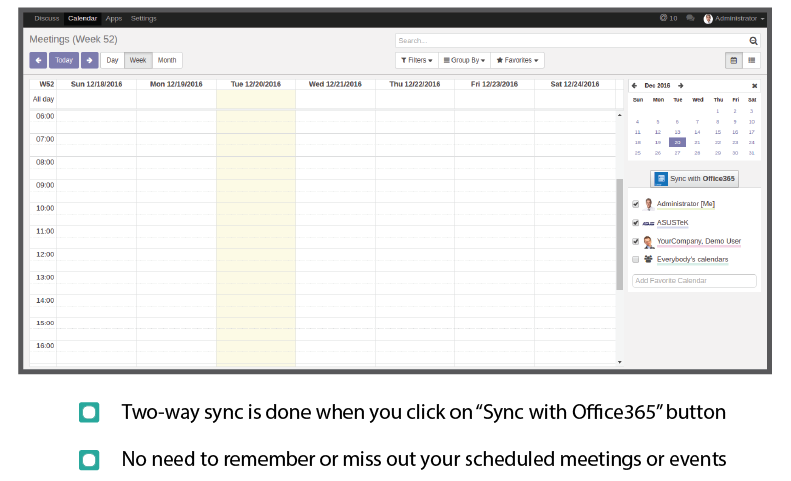 Discuss Calendar Apps Settings @ 10 Administrator
Meetings (Week 52)
Search...
Today Day Week Month Filters Group By Favorites
W52 Sun 12/18/2016 Mon 12/19/2016 Tue 12/20/2016 Wed 12/21/2016 Thu 12/22/2016 Fri 12/23/2016 Sat 12/24/2016
All day
06:00
07:00
08:00
09:00
10:00
11:00
12:00
13:00
14:00
15:00
16:00
Dec 2016
Sun Mon Tue Wed Thu Fri Sat
1 2 3
4 5 6 7 8 9 10
11 12 13 14 15 16 17
18 19 20 21 22 23 24
25 26 27 28 29 30 31
Sync with Office365
Administrator [Me]
ASUSTeK
YourCompany, Demo User
Everybody's calendars
Add Favorite Calendar
Two-way sync is done when you click on “Sync with Office365” button
No need to remember or miss out your scheduled meetings or events